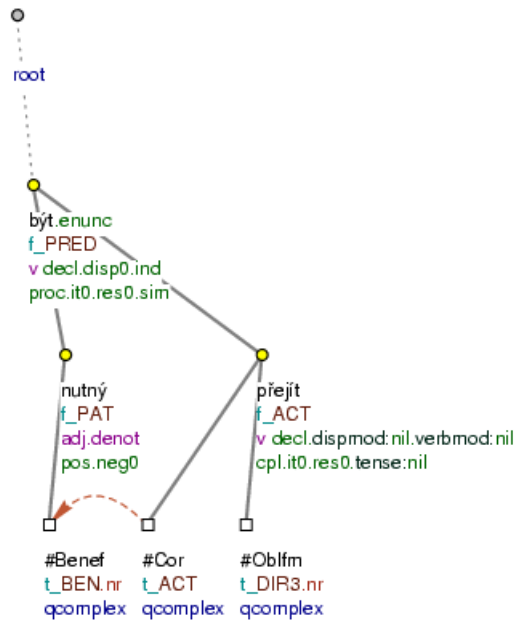 root
být.enunc
f_PRED
v decl.disp0.ind
proc.it0.res0.sim
nutný
f_PAT
adj.denot
pos.neg0
přejít
f_ACT
v decl.dispmod:nil.verbmod:nil
cpl.it0.res0.tense:nil
#Benef
t_BEN.nr
qcomplex
#Cor
t_ACT
qcomplex
#Oblfm
t_DIR3.nr
qcomplex